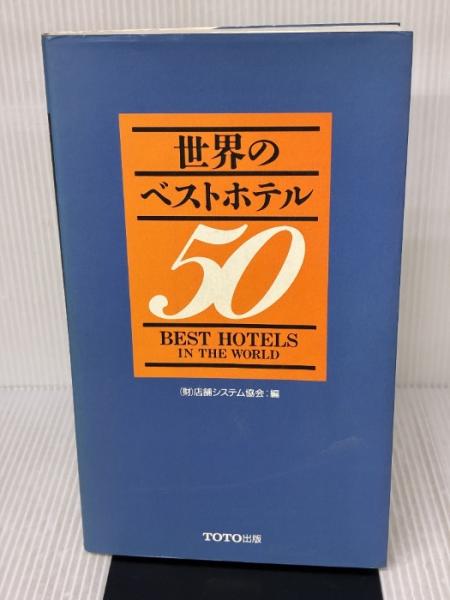 世界の
ベストホテル
50
BEST HOTELS
IN THE WORLD
(財)店舗システム協会:編
TOTO出版